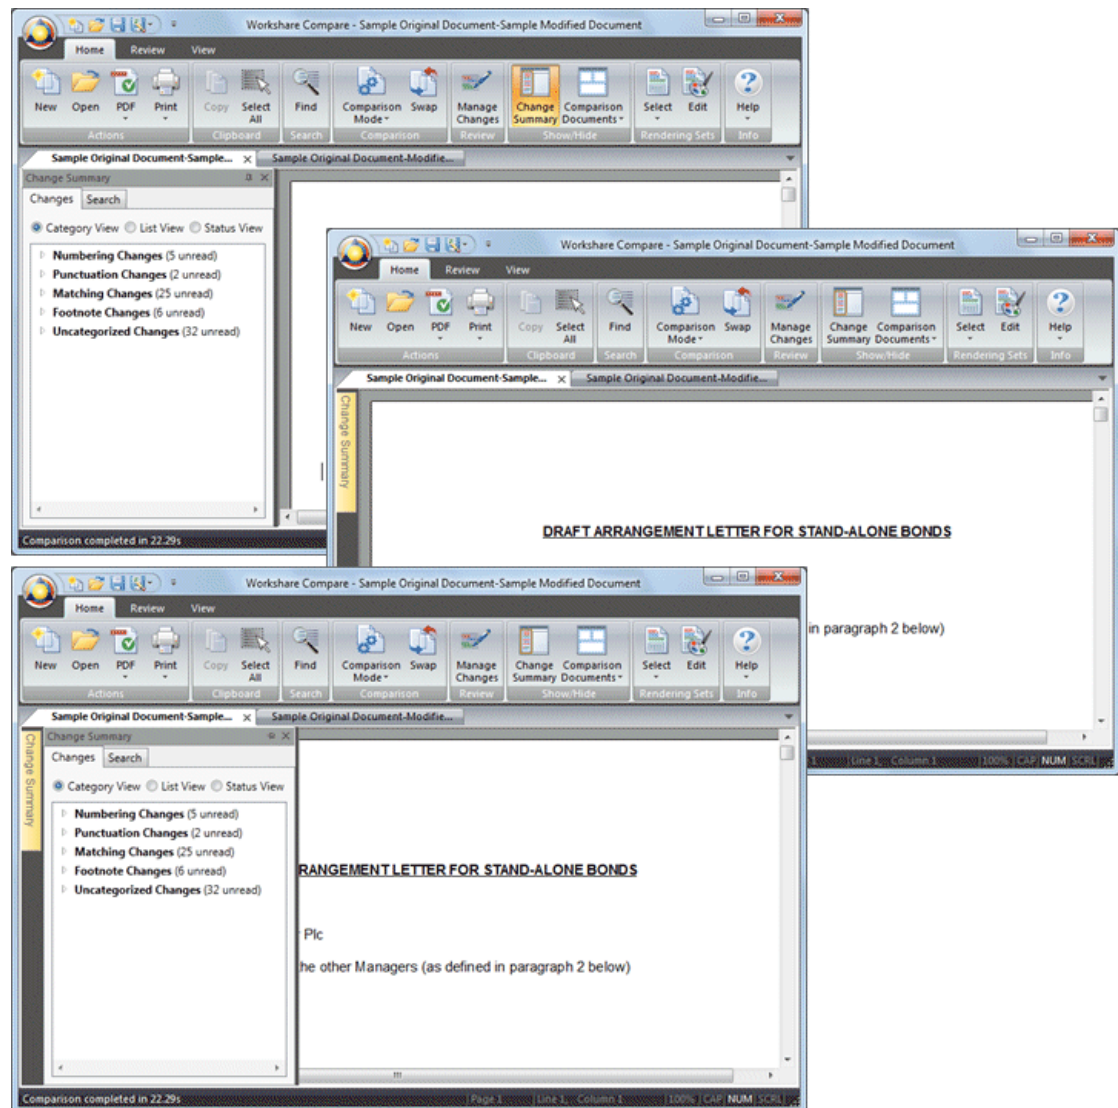 Workshare Compare - Sample Original Document-Sample Modified Document
Home Review View
New Open PDF Print Copy Select All Find Comparison Mode Swap Manage Changes Change Summary Comparison Documents Select Edit Help
Actions Clipboard Search Comparison Review Show/Hide Rendering Sets Info
Sample Original Document-Sample... Sample Original Document-Modifie...
Change Summary
Changes Search
Category View List View Status View
Numbering Changes (5 unread)
Punctuation Changes (2 unread)
Matching Changes (25 unread)
Footnote Changes (6 unread)
Uncategorized Changes (32 unread)
Comparison completed in 22.29s
Workshare Compare - Sample Original Document-Sample Modified Document
Home Review View
New Open PDF Print Copy Select All Find Comparison Mode Swap Manage Changes Change Summary Comparison Documents Select Edit Help
Actions Clipboard Search Comparison Review Show/Hide Rendering Sets Info
Sample Original Document-Sample... Sample Original Document-Modifie...
Change Summary
DRAFT ARRANGEMENT LETTER FOR STAND-ALONE BONDS
in paragraph 2 below)
1 Line 1, Column 1 100% CAP NUM SCRL
Workshare Compare - Sample Original Document-Sample Modified Document
Home Review View
New Open PDF Print Copy Select All Find Comparison Mode Swap Manage Changes Change Summary Comparison Documents Select Edit Help
Actions Clipboard Search Comparison Review Show/Hide Rendering Sets Info
Sample Original Document-Sample... Sample Original Document-Modifie...
Change Summary
Change Summary
Changes Search
Category View List View Status View
Numbering Changes (5 unread)
Punctuation Changes (2 unread)
Matching Changes (25 unread)
Footnote Changes (6 unread)
Uncategorized Changes (32 unread)
RANGEMENT LETTER FOR STAND-ALONE BONDS
Plc
he other Managers (as defined in paragraph 2 below)
Comparison completed in 22.29s Page 1 Line 1, Column 1 100% CAP NUM SCRL